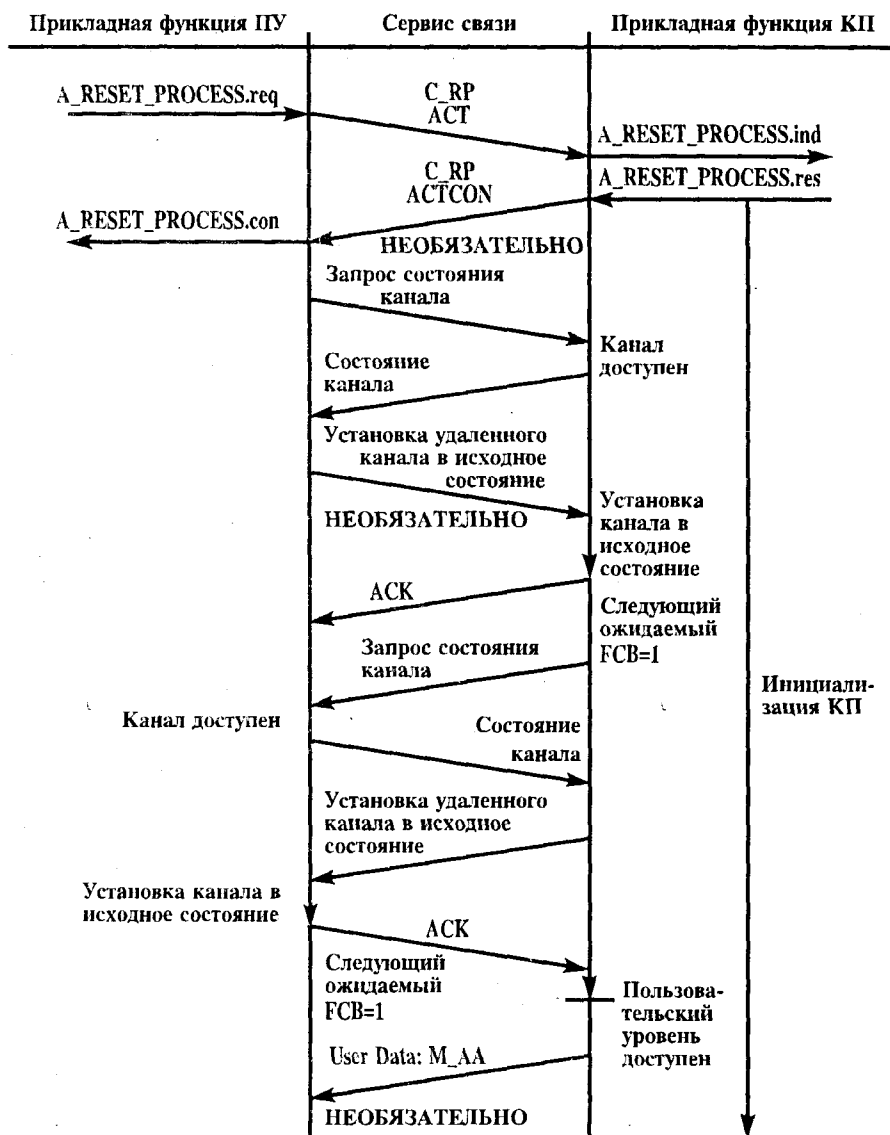 Прикладная функция ПУ
Сервис связи
Прикладная функция КП
A_RESET_PROCESS.req
C_RP
ACT
A_RESET_PROCESS.ind
C_RP
ACTCON
A_RESET_PROCESS.res
A_RESET_PROCESS.con
НЕОБЯЗАТЕЛЬНО
Запрос состояния
канала
Канал
доступен
Состояние
канала
Установка удаленного
канала в исходное
состояние
НЕОБЯЗАТЕЛЬНО
Установка
канала в
исходное
состояние
ACK
Следующий
ожидаемый
FCB=1
Запрос состояния
канала
Инициали-
зация КП
Канал доступен
Состояние
канала
Установка удаленного
канала в исходное
состояние
Установка канала в
исходное состояние
ACK
Следующий
ожидаемый
FCB=1
Пользова-
тельский
уровень
доступен
User Data: M_AA
НЕОБЯЗАТЕЛЬНО